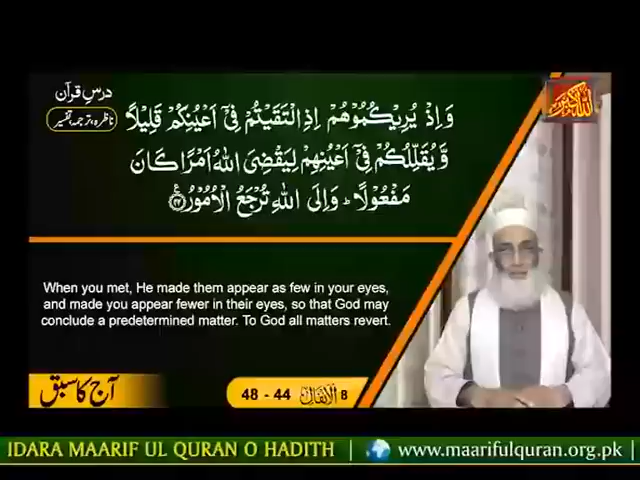 درس قرآن
ناظرہ، ترجمہ، تفسیر
وَ اِذْ یُرِیْكُمُوْهُمْ اِذِ الْتَقَیْتُمْ فِیْۤ اَعْیُنِكُمْ قَلِیْلًا
وَّ یُقَلِّلُكُمْ فِیْۤ اَعْیُنِهِمْ لِیَقْضِیَ اللّٰهُ اَمْرًا كَانَ
مَفْعُوْلًاؕ وَ اِلَى اللّٰهِ تُرْجَعُ الْاُمُوْرُ۠ ۴۴
اللہ اکبر
When you met, He made them appear as few in your eyes,
and made you appear fewer in their eyes, so that God may
conclude a predetermined matter. To God all matters revert.
آج کا سبق
48 - 44 الانفال 8
IDARA MAARIF UL QURAN O HADITH | www.maarifulquran.org.pk |